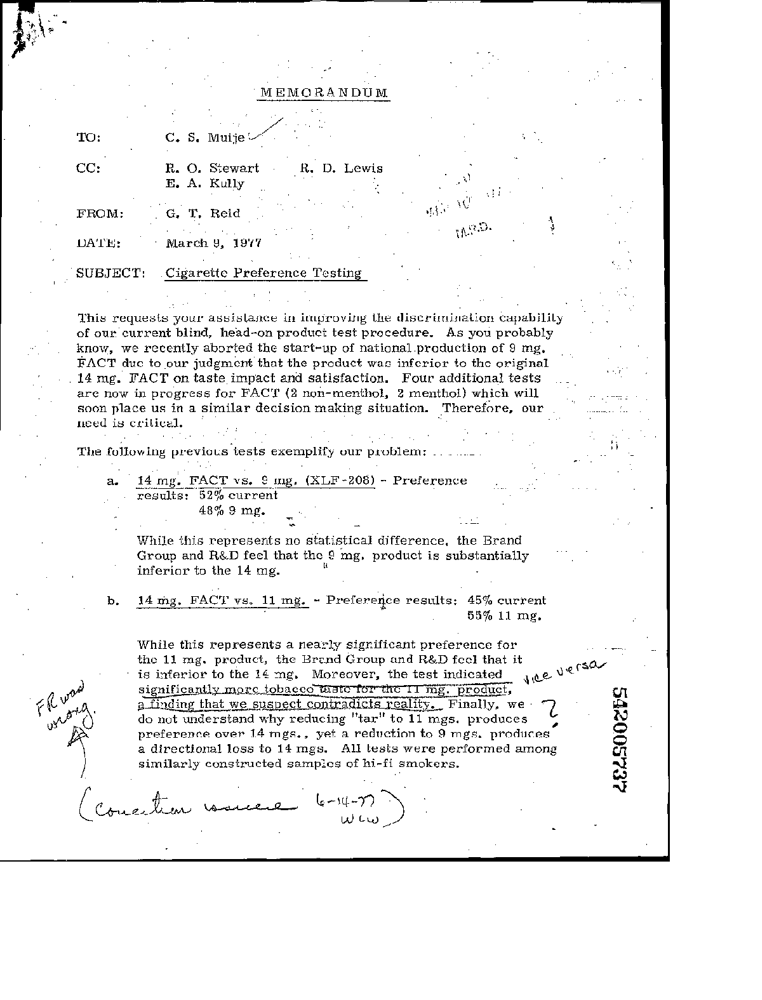 MEMORANDUM
TO: C. S. Muije
CC: R. O. Stewart R. D. Lewis
E. A. Kully
FROM: G. T. Reid
M.R.D.
DATE: March 9, 1977
SUBJECT: Cigarette Preference Testing
This requests your assistance in improving the discrimination capability
of our current blind, head-on product test procedure. As you probably
know, we recently aborted the start-up of national production of 9 mg.
FACT due to our judgment that the product was inferior to the original
14 mg. FACT on taste impact and satisfaction. Four additional tests
are now in progress for FACT (2 non-menthol, 2 menthol) which will
soon place us in a similar decision making situation. Therefore, our
need is critical.
The following previous tests exemplify our problem:
a. 14 mg. FACT vs. 9 mg. (XLF-208) - Preference
results: 52% current
48% 9 mg.
While this represents no statistical difference, the Brand
Group and R&D feel that the 9 mg. product is substantially
inferior to the 14 mg.
b. 14 mg. FACT vs. 11 mg. - Preference results: 45% current
55% 11 mg.
While this represents a nearly significant preference for
the 11 mg. product, the Brand Group and R&D feel that it
is inferior to the 14 mg. Moreover, the test indicated vice versa
significantly more tobacco taste for the 11 mg. product,
a finding that we suspect contradicts reality. Finally, we ?
do not understand why reducing "tar" to 11 mgs. produces
preference over 14 mgs., yet a reduction to 9 mgs. produces
a directional loss to 14 mgs. All tests were performed among
similarly constructed samples of hi-fi smokers.
FR was
wrong.
(Correction 6-14-77)
WLW
542005737